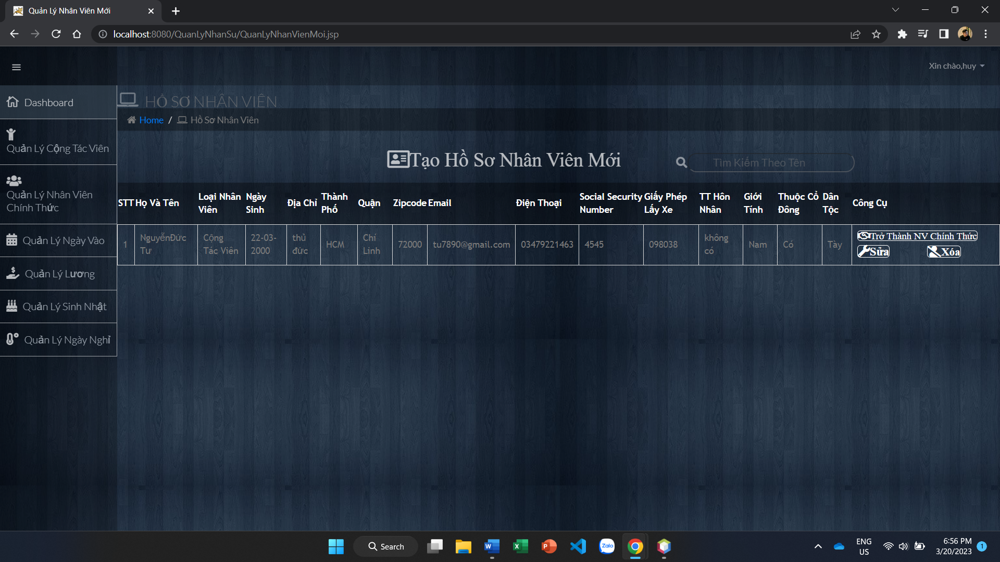 Quản Lý Nhân Viên Mới
localhost:8080/QuanLyNhanSu/QuanLyNhanVienMoi.jsp
Xin chào,huy
Dashboard
Quản Lý Cộng Tác Viên
Quản Lý Nhân Viên
Chính Thức
Quản Lý Ngày Vào
Quản Lý Lương
Quản Lý Sinh Nhật
Quản Lý Ngày Nghỉ
HỒ SƠ NHÂN VIÊN
Home / Hồ Sơ Nhân Viên
Tạo Hồ Sơ Nhân Viên Mới
Tìm Kiếm Theo Tên
STT Họ Và Tên Loại Nhân Viên Ngày Sinh Địa Chỉ Thành Phố Quận Zipcode Email Điện Thoại Social Security Number Giấy Phép Lấy Xe TT Hôn Nhân Giới Tính Thuộc Cổ Đông Dân Tộc Công Cụ
1 NguyễnĐức Tư Cộng Tác Viên 22-03-2000 thủ đức HCM Chí Linh 72000 tu7890@gmail.com 03479221463 4545 098038 không có Nam Có Tày
Trở Thành NV Chính Thức
Sửa Xóa
Search
W
X
P
Zalo
ENG
US
6:56 PM
3/20/2023
1